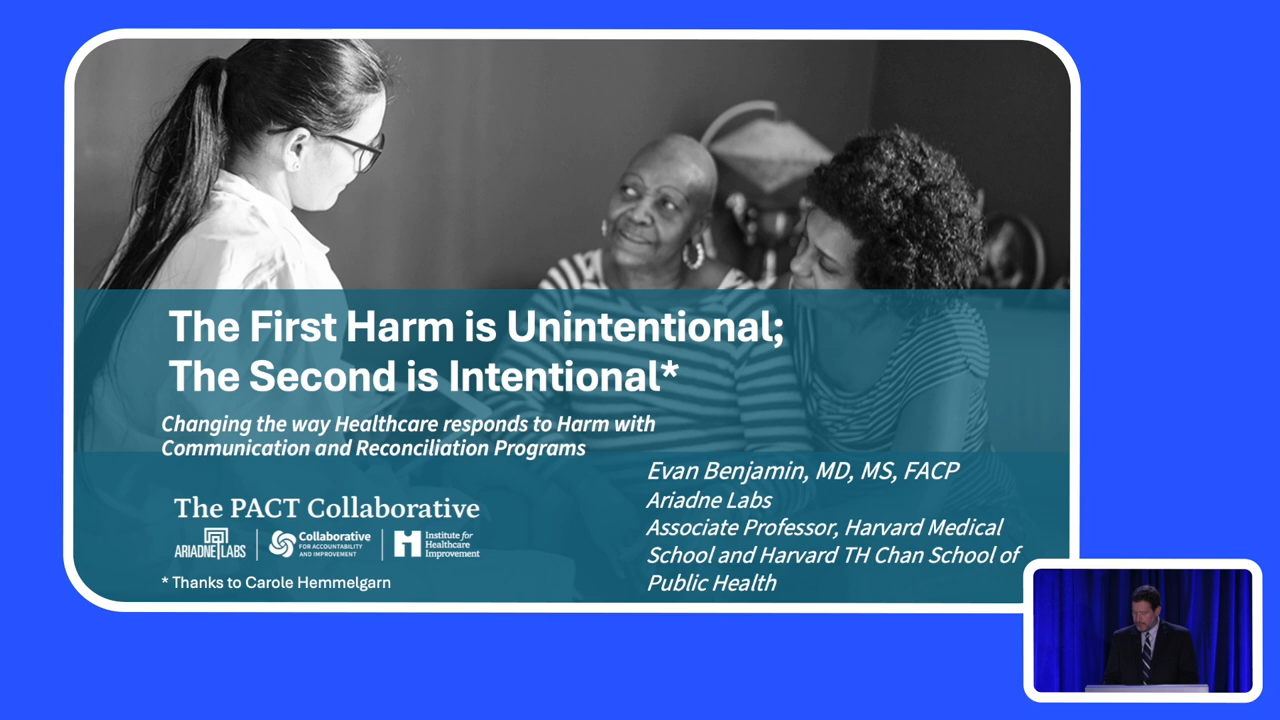 The First Harm is Unintentional;
The Second is Intentional*
Changing the way Healthcare responds to Harm with
Communication and Reconciliation Programs
Evan Benjamin, MD, MS, FACP
Ariadne Labs
Associate Professor, Harvard Medical
School and Harvard TH Chan School of
Public Health
The PACT Collaborative
ARIADNE LABS
Collaborative
FOR ACCOUNTABILITY
AND IMPROVEMENT
Institute for
Healthcare
Improvement
* Thanks to Carole Hemmelgarn